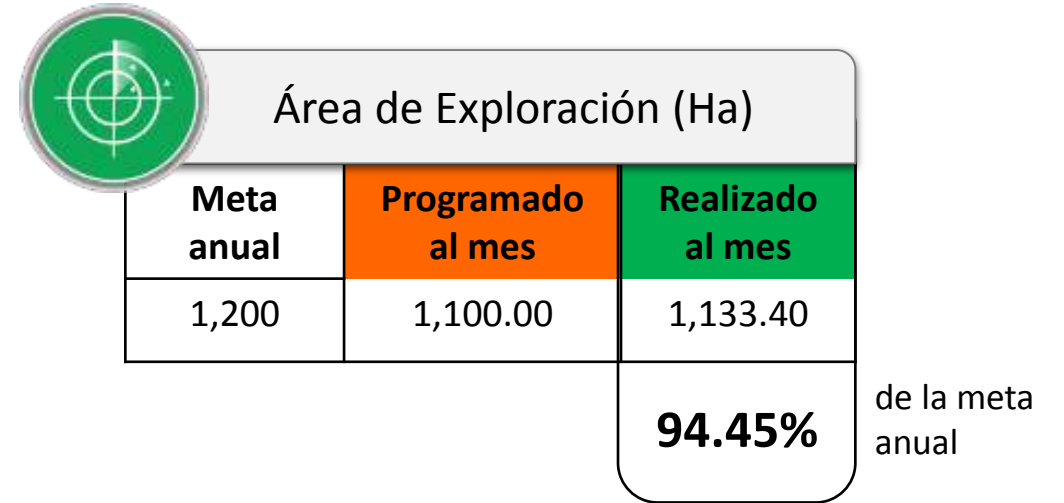 Área de Exploración (Ha)
Meta anual
Programado al mes
Realizado al mes
1,200
1,100.00
1,133.40
94.45%
de la meta
anual